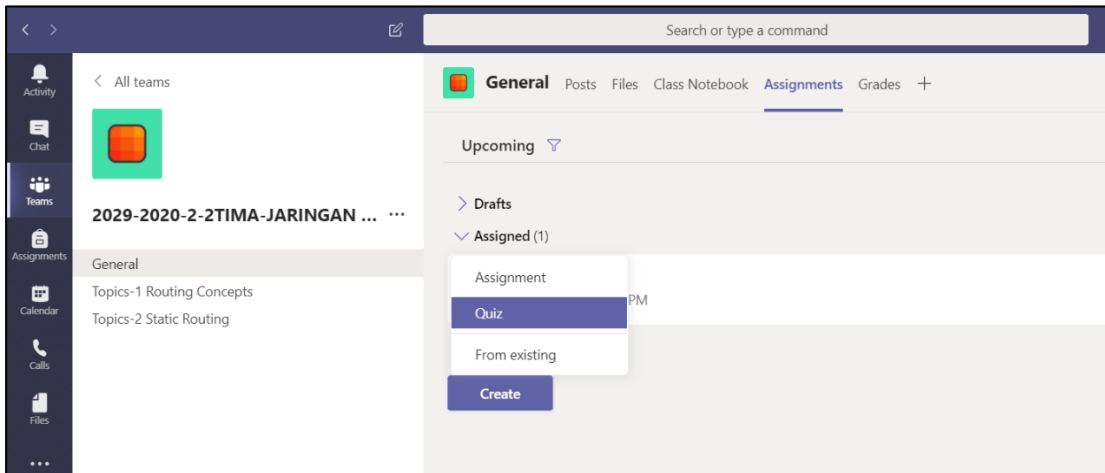 Search or type a command
Activity
Chat
Teams
Assignments
Calendar
Calls
Files
All teams
2029-2020-2-2TIMA-JARINGAN ... ...
General
Topics-1 Routing Concepts
Topics-2 Static Routing
General Posts Files Class Notebook Assignments Grades +
Upcoming
Drafts
Assigned (1)
Assignment
PM
Quiz
From existing
Create